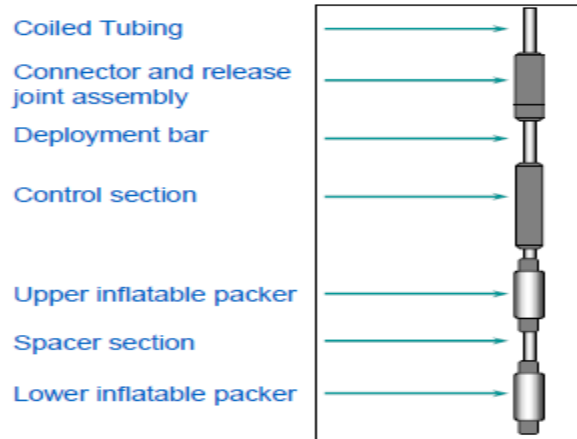 Coiled Tubing
Connector and release
joint assembly
Deployment bar
Control section
Upper inflatable packer
Spacer section
Lower inflatable packer